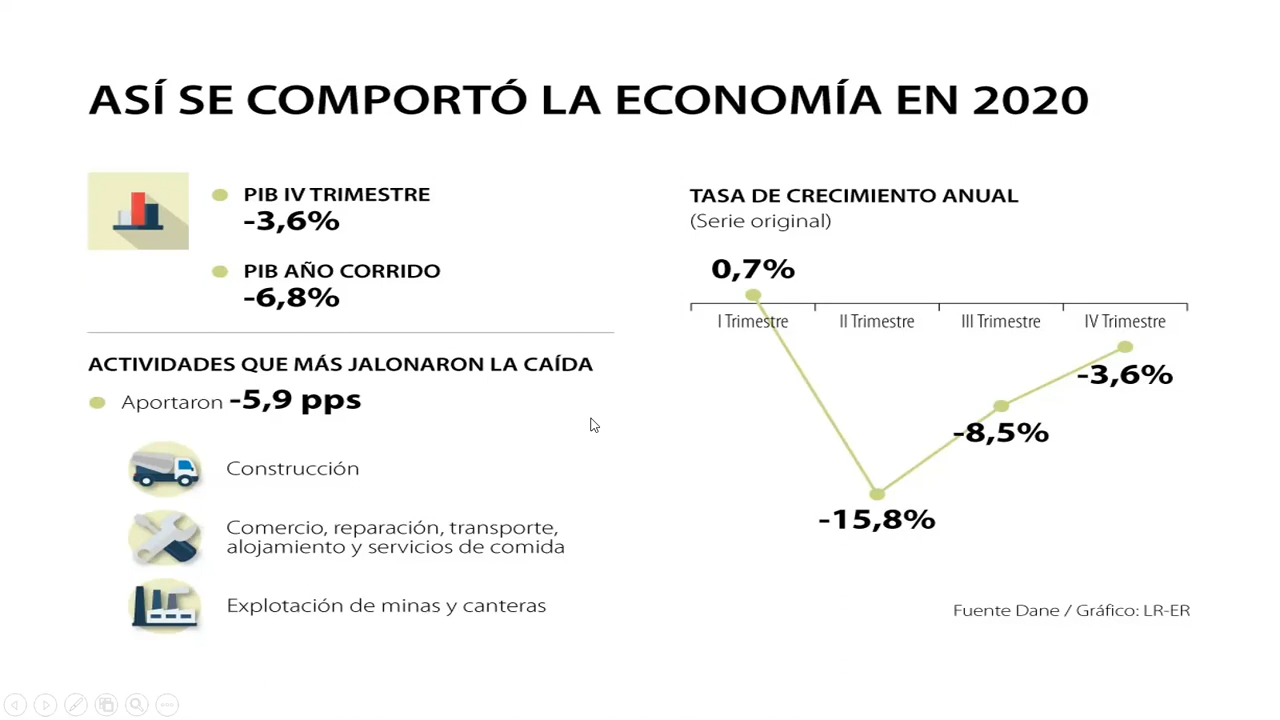 ASÍ SE COMPORTÓ LA ECONOMÍA EN 2020
PIB IV TRIMESTRE
-3,6%
PIB AÑO CORRIDO
-6,8%
ACTIVIDADES QUE MÁS JALONARON LA CAÍDA
Aportaron -5,9 pps
Construcción
Comercio, reparación, transporte,
alojamiento y servicios de comida
Explotación de minas y canteras
TASA DE CRECIMIENTO ANUAL
(Serie original)
0,7%
I Trimestre II Trimestre III Trimestre IV Trimestre
-3,6%
-8,5%
-15,8%
Fuente Dane / Gráfico: LR-ER